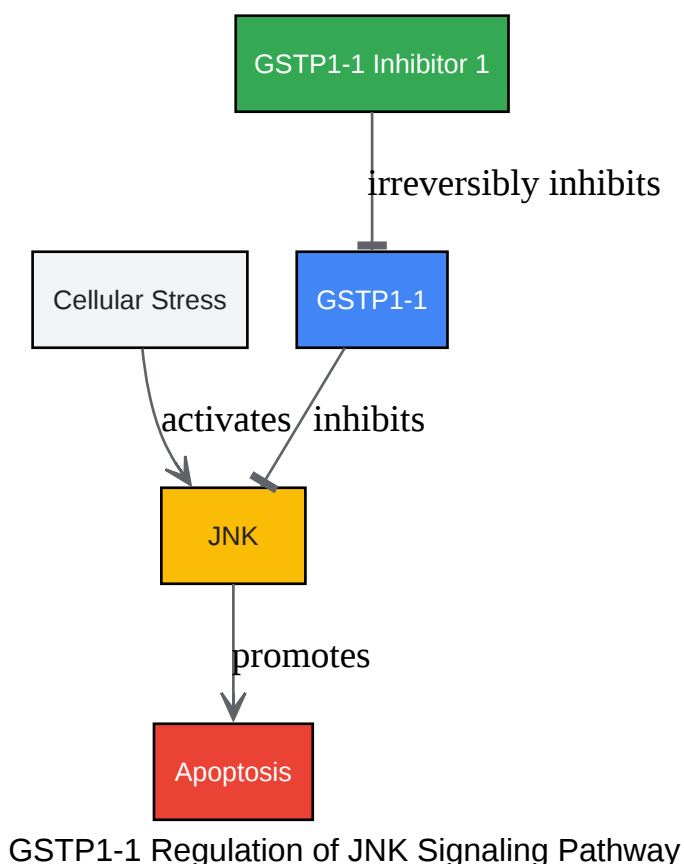 GSTP1-1 Inhibitor 1
irreversibly inhibits
Cellular Stress
GSTP1-1
activates
inhibits
JNK
promotes
Apoptosis
GSTP1-1 Regulation of JNK Signaling Pathway